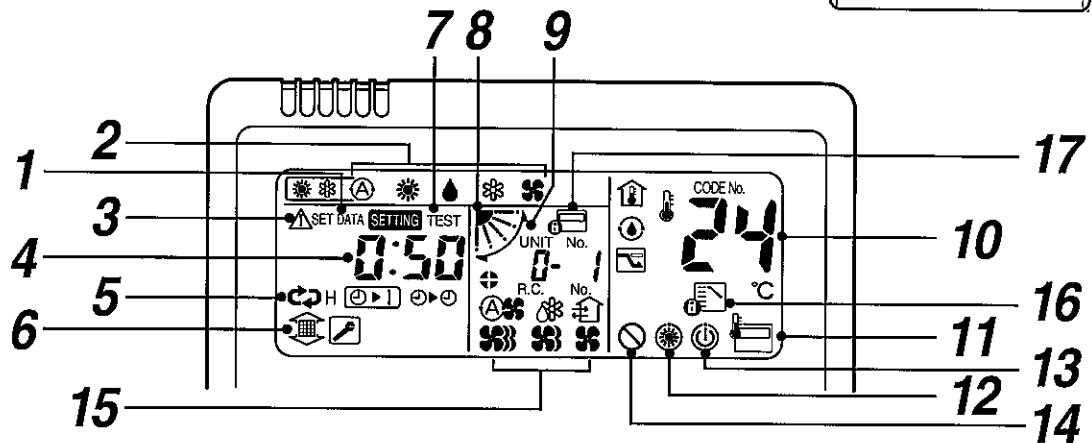 7 8 9
2
1
17
CODE No.
3
SET DATA SETTING TEST
24
UNIT No.
10
4
0:50
0- 1
R.C. No.
°C
5
H
16
6
11
13
12
15
14